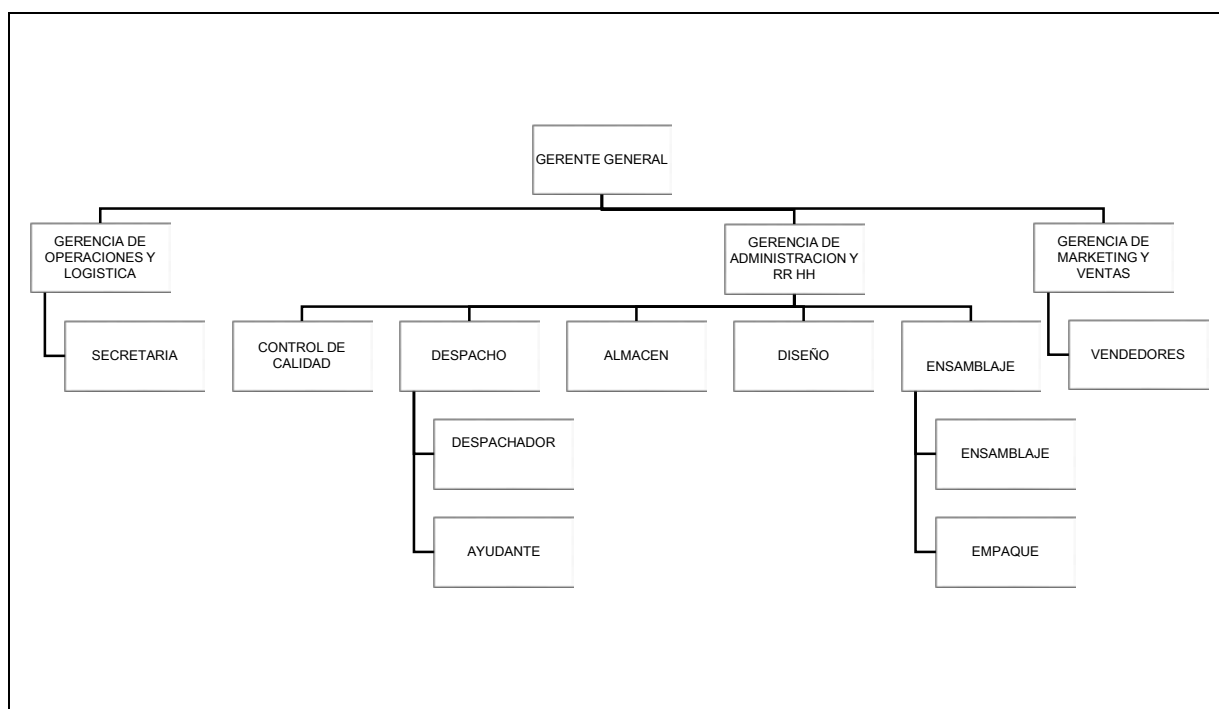 GERENTE GENERAL
GERENCIA DE
OPERACIONES Y
LOGISTICA
GERENCIA DE
ADMINISTRACION Y
RR HH
GERENCIA DE
MARKETING Y
VENTAS
SECRETARIA
CONTROL DE
CALIDAD
DESPACHO
ALMACEN
DISEÑO
ENSAMBLAJE
VENDEDORES
DESPACHADOR
ENSAMBLAJE
AYUDANTE
EMPAQUE